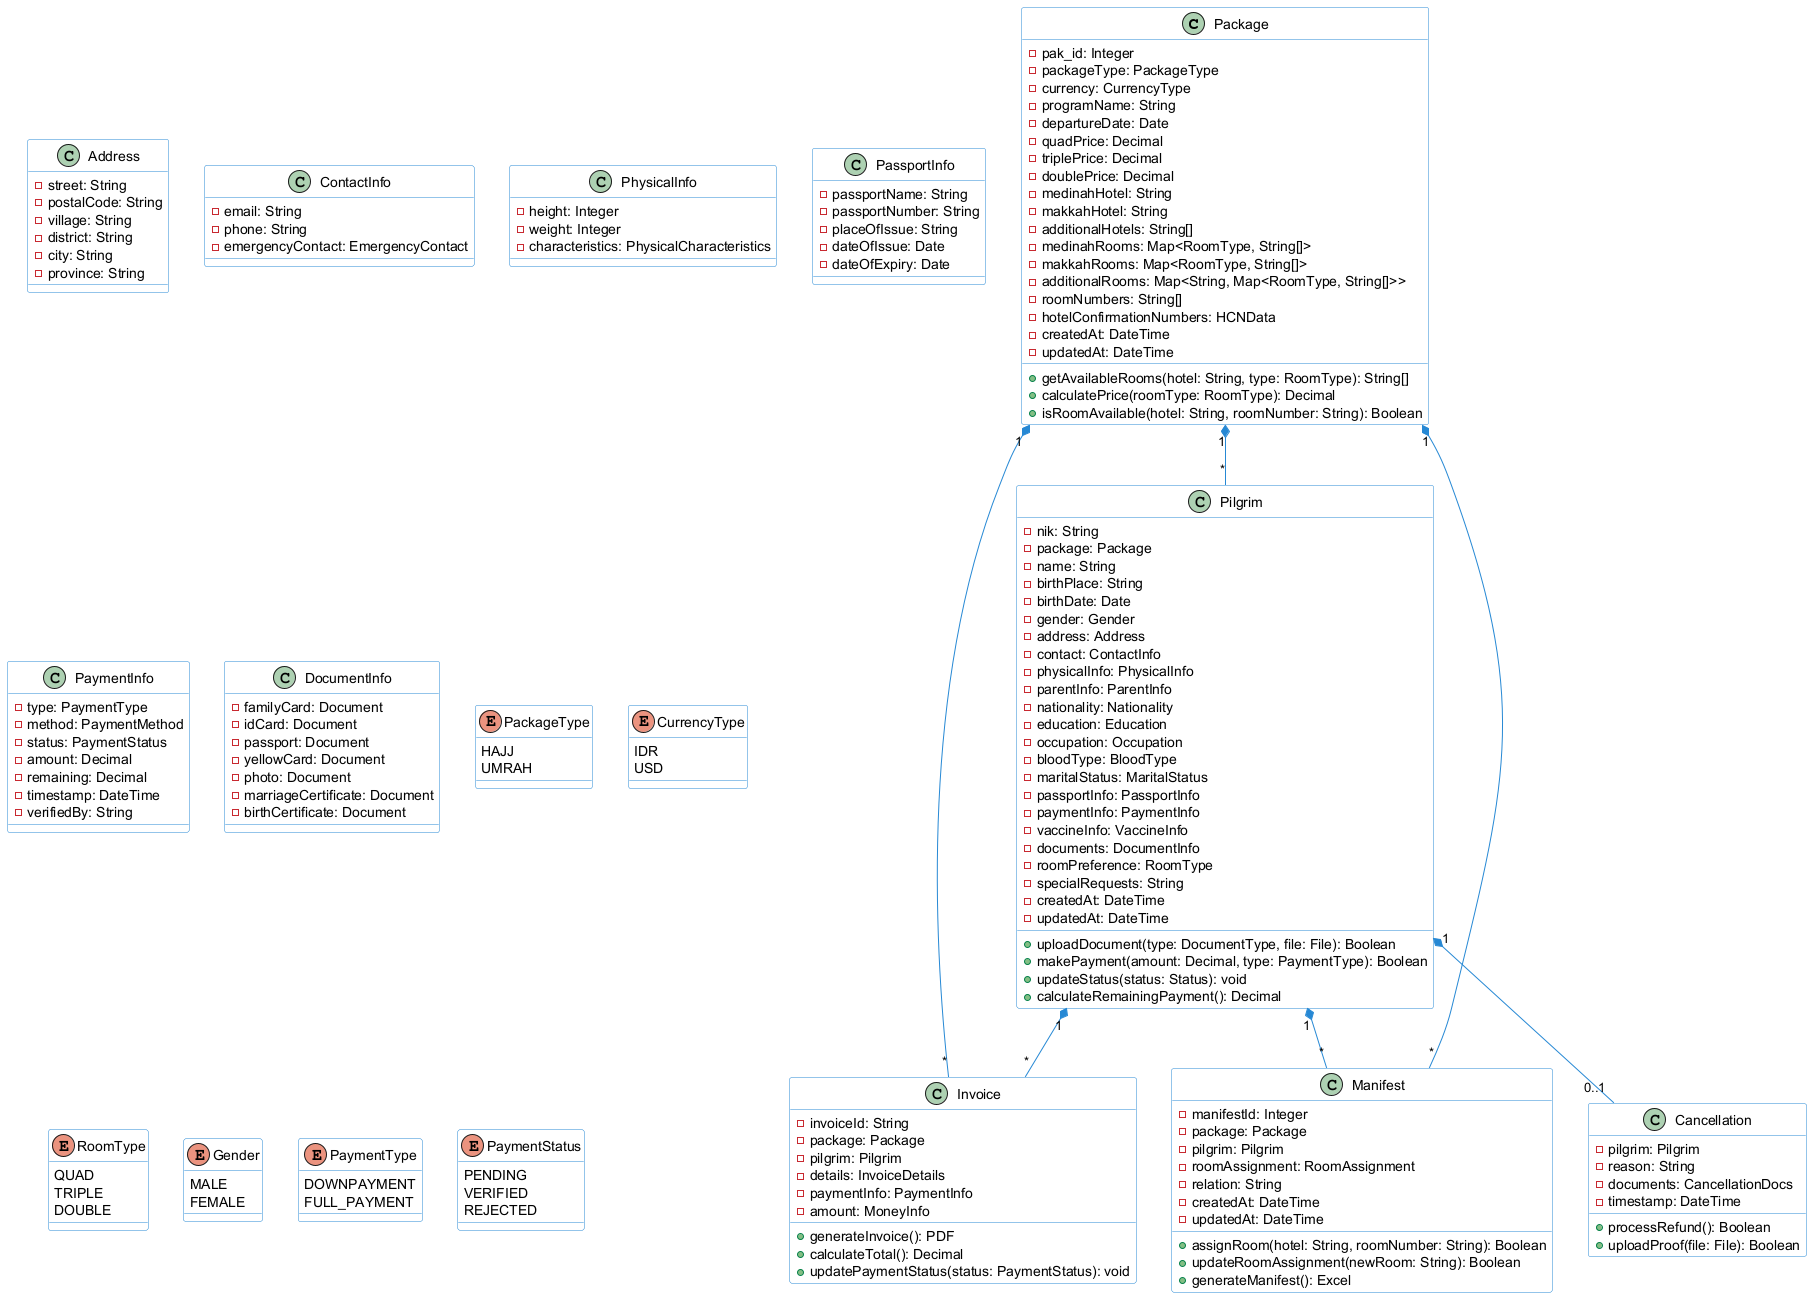 C Package
pak_id: Integer
packageType: PackageType
currency: CurrencyType
programName: String
departureDate: Date
quadPrice: Decimal
triplePrice: Decimal
doublePrice: Decimal
medinahHotel: String
makkahHotel: String
additionalHotels: String[]
medinahRooms: Map<RoomType, String[]>
makkahRooms: Map<RoomType, String[]>
additionalRooms: Map<String, Map<RoomType, String[]>>
roomNumbers: String[]
hotelConfirmationNumbers: HCNData
createdAt: DateTime
updatedAt: DateTime
getAvailableRooms(hotel: String, type: RoomType): String[]
calculatePrice(roomType: RoomType): Decimal
isRoomAvailable(hotel: String, roomNumber: String): Boolean
C Address
street: String
postalCode: String
village: String
district: String
city: String
province: String
C ContactInfo
email: String
phone: String
emergencyContact: EmergencyContact
C PhysicalInfo
height: Integer
weight: Integer
characteristics: PhysicalCharacteristics
C PassportInfo
passportName: String
passportNumber: String
placeOfIssue: String
dateOfIssue: Date
dateOfExpiry: Date
1
1
1
*
C Pilgrim
nik: String
package: Package
name: String
birthPlace: String
birthDate: Date
gender: Gender
address: Address
contact: ContactInfo
physicalInfo: PhysicalInfo
parentInfo: ParentInfo
nationality: Nationality
education: Education
occupation: Occupation
bloodType: BloodType
maritalStatus: MaritalStatus
passportInfo: PassportInfo
paymentInfo: PaymentInfo
vaccineInfo: VaccineInfo
documents: DocumentInfo
roomPreference: RoomType
specialRequests: String
createdAt: DateTime
updatedAt: DateTime
uploadDocument(type: DocumentType, file: File): Boolean
makePayment(amount: Decimal, type: PaymentType): Boolean
updateStatus(status: Status): void
calculateRemainingPayment(): Decimal
C PaymentInfo
type: PaymentType
method: PaymentMethod
status: PaymentStatus
amount: Decimal
remaining: Decimal
timestamp: DateTime
verifiedBy: String
C DocumentInfo
familyCard: Document
idCard: Document
passport: Document
yellowCard: Document
photo: Document
marriageCertificate: Document
birthCertificate: Document
E PackageType
HAJJ
UMRAH
E CurrencyType
IDR
USD
1
1
1
*
*
*
*
0..1
E RoomType
QUAD
TRIPLE
DOUBLE
E Gender
MALE
FEMALE
E PaymentType
DOWNPAYMENT
FULL_PAYMENT
E PaymentStatus
PENDING
VERIFIED
REJECTED
C Invoice
invoiceId: String
package: Package
pilgrim: Pilgrim
details: InvoiceDetails
paymentInfo: PaymentInfo
amount: MoneyInfo
generateInvoice(): PDF
calculateTotal(): Decimal
updatePaymentStatus(status: PaymentStatus): void
C Manifest
manifestId: Integer
package: Package
pilgrim: Pilgrim
roomAssignment: RoomAssignment
relation: String
createdAt: DateTime
updatedAt: DateTime
assignRoom(hotel: String, roomNumber: String): Boolean
updateRoomAssignment(newRoom: String): Boolean
generateManifest(): Excel
C Cancellation
pilgrim: Pilgrim
reason: String
documents: CancellationDocs
timestamp: DateTime
processRefund(): Boolean
uploadProof(file: File): Boolean